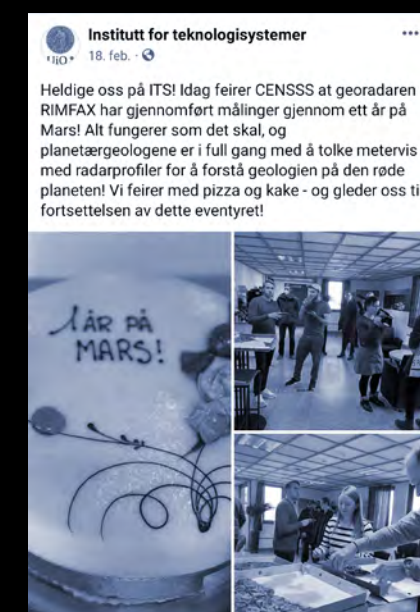 Institutt for teknologisystemer
UiO
18. feb.
Heldige oss på ITS! Idag feirer CENSSS at georadaren
RIMFAX har gjennomført målinger gjennom ett år på
Mars! Alt fungerer som det skal, og
planetærgeologene er i full gang med å tolke metervis
med radarprofiler for å forstå geologien på den røde
planeten! Vi feirer med pizza og kake - og gleder oss ti
fortsettelsen av dette eventyret!
1 ÅR PÅ
MARS!